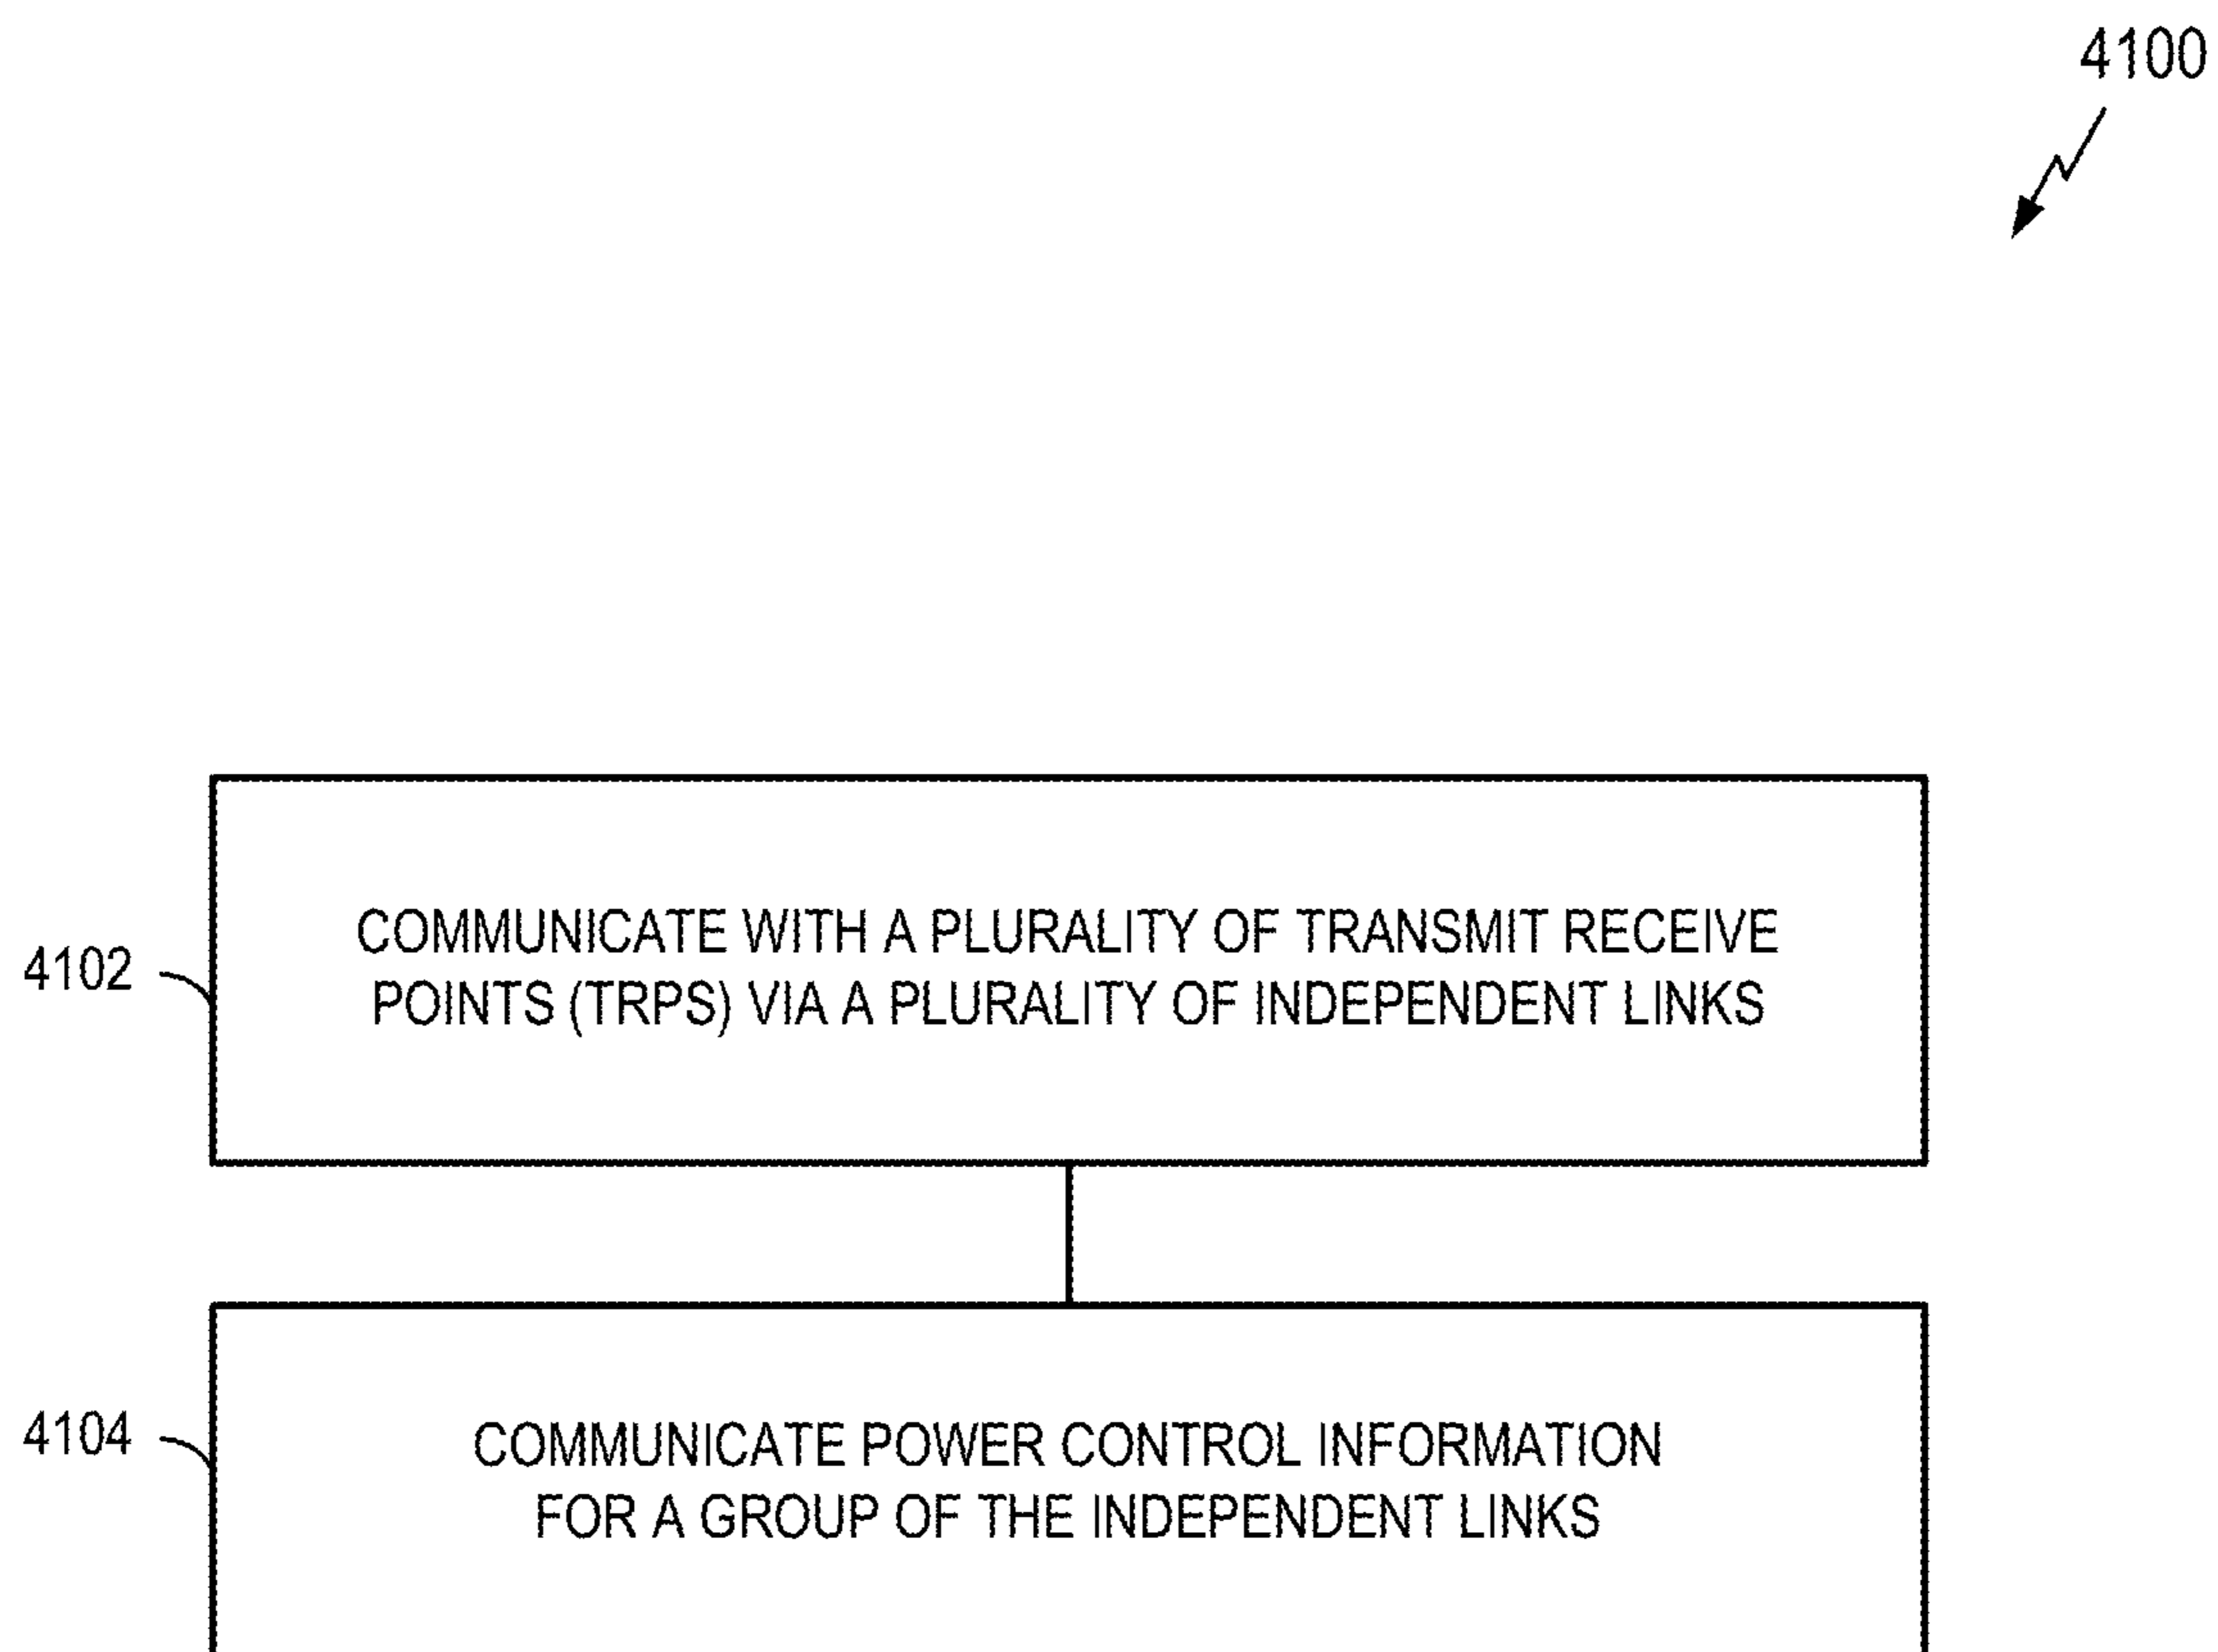 4100
COMMUNICATE WITH A PLURALITY OF TRANSMIT RECEIVE
POINTS (TRPS) VIA A PLURALITY OF INDEPENDENT LINKS
4102
COMMUNICATE POWER CONTROL INFORMATION
FOR A GROUP OF THE INDEPENDENT LINKS
4104